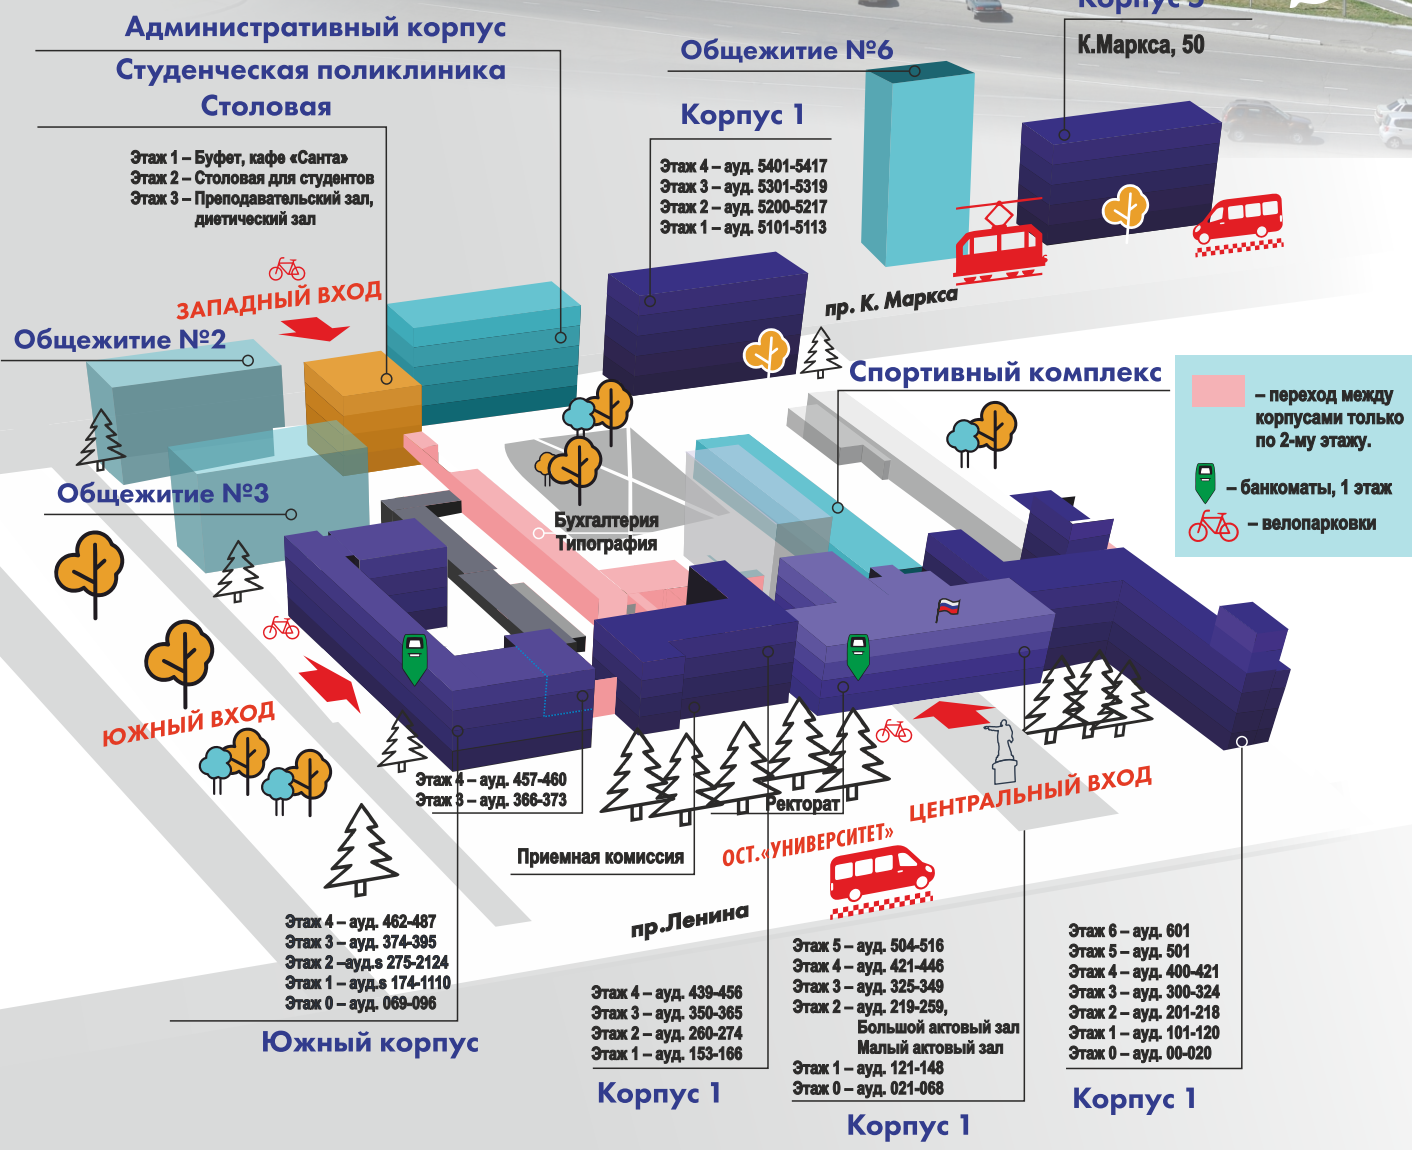 Корпус 3
К.Маркса, 50
Административный корпус
Студенческая поликлиника
Столовая
Этаж 1 – Буфет, кафе «Санта»
Этаж 2 – Столовая для студентов
Этаж 3 – Преподавательский зал,
диетический зал
Общежитие №6
Корпус 1
Этаж 4 – ауд. 5401-5417
Этаж 3 – ауд. 5301-5319
Этаж 2 – ауд. 5200-5217
Этаж 1 – ауд. 5101-5113
ЗАПАДНЫЙ ВХОД
пр. К. Маркса
Общежитие №2
Спортивный комплекс
– переход между
корпусами только
по 2-му этажу.
– банкоматы, 1 этаж
– велопарковки
Общежитие №3
Бухгалтерия
Типография
ЮЖНЫЙ ВХОД
Этаж 4 – ауд. 457-460
Этаж 3 – ауд. 366-373
Ректорат
ЦЕНТРАЛЬНЫЙ ВХОД
Приемная комиссия
ОСТ.«УНИВЕРСИТЕТ»
пр.Ленина
Этаж 4 – ауд. 462-487
Этаж 3 – ауд. 374-395
Этаж 2 –ауд.s 275-2124
Этаж 1 – ауд.s 174-1110
Этаж 0 – ауд. 069-096
Южный корпус
Этаж 4 – ауд. 439-456
Этаж 3 – ауд. 350-365
Этаж 2 – ауд. 260-274
Этаж 1 – ауд. 153-166
Корпус 1
Этаж 5 – ауд. 504-516
Этаж 4 – ауд. 421-446
Этаж 3 – ауд. 325-349
Этаж 2 – ауд. 219-259,
Большой актовый зал
Малый актовый зал
Этаж 1 – ауд. 121-148
Этаж 0 – ауд. 021-068
Корпус 1
Этаж 6 – ауд. 601
Этаж 5 – ауд. 501
Этаж 4 – ауд. 400-421
Этаж 3 – ауд. 300-324
Этаж 2 – ауд. 201-218
Этаж 1 – ауд. 101-120
Этаж 0 – ауд. 00-020
Корпус 1